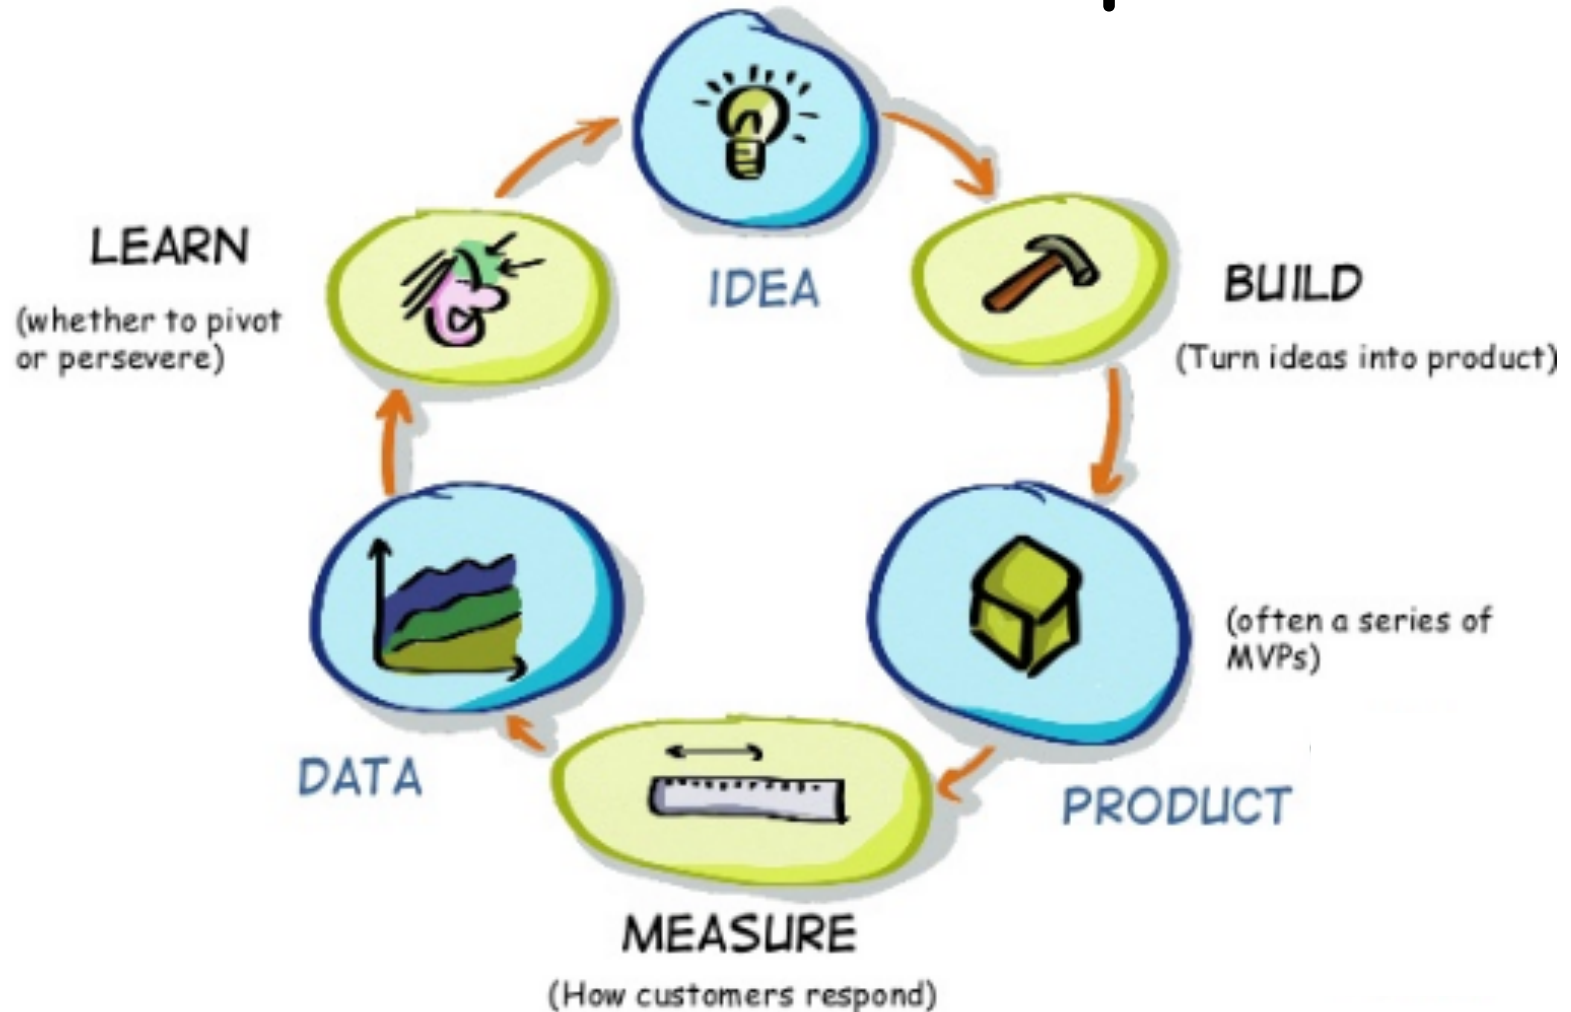 IDEA
BUILD
(Turn ideas into product)
(often a series of
MVPs)
PRODUCT
MEASURE
(How customers respond)
DATA
LEARN
(whether to pivot
or persevere)